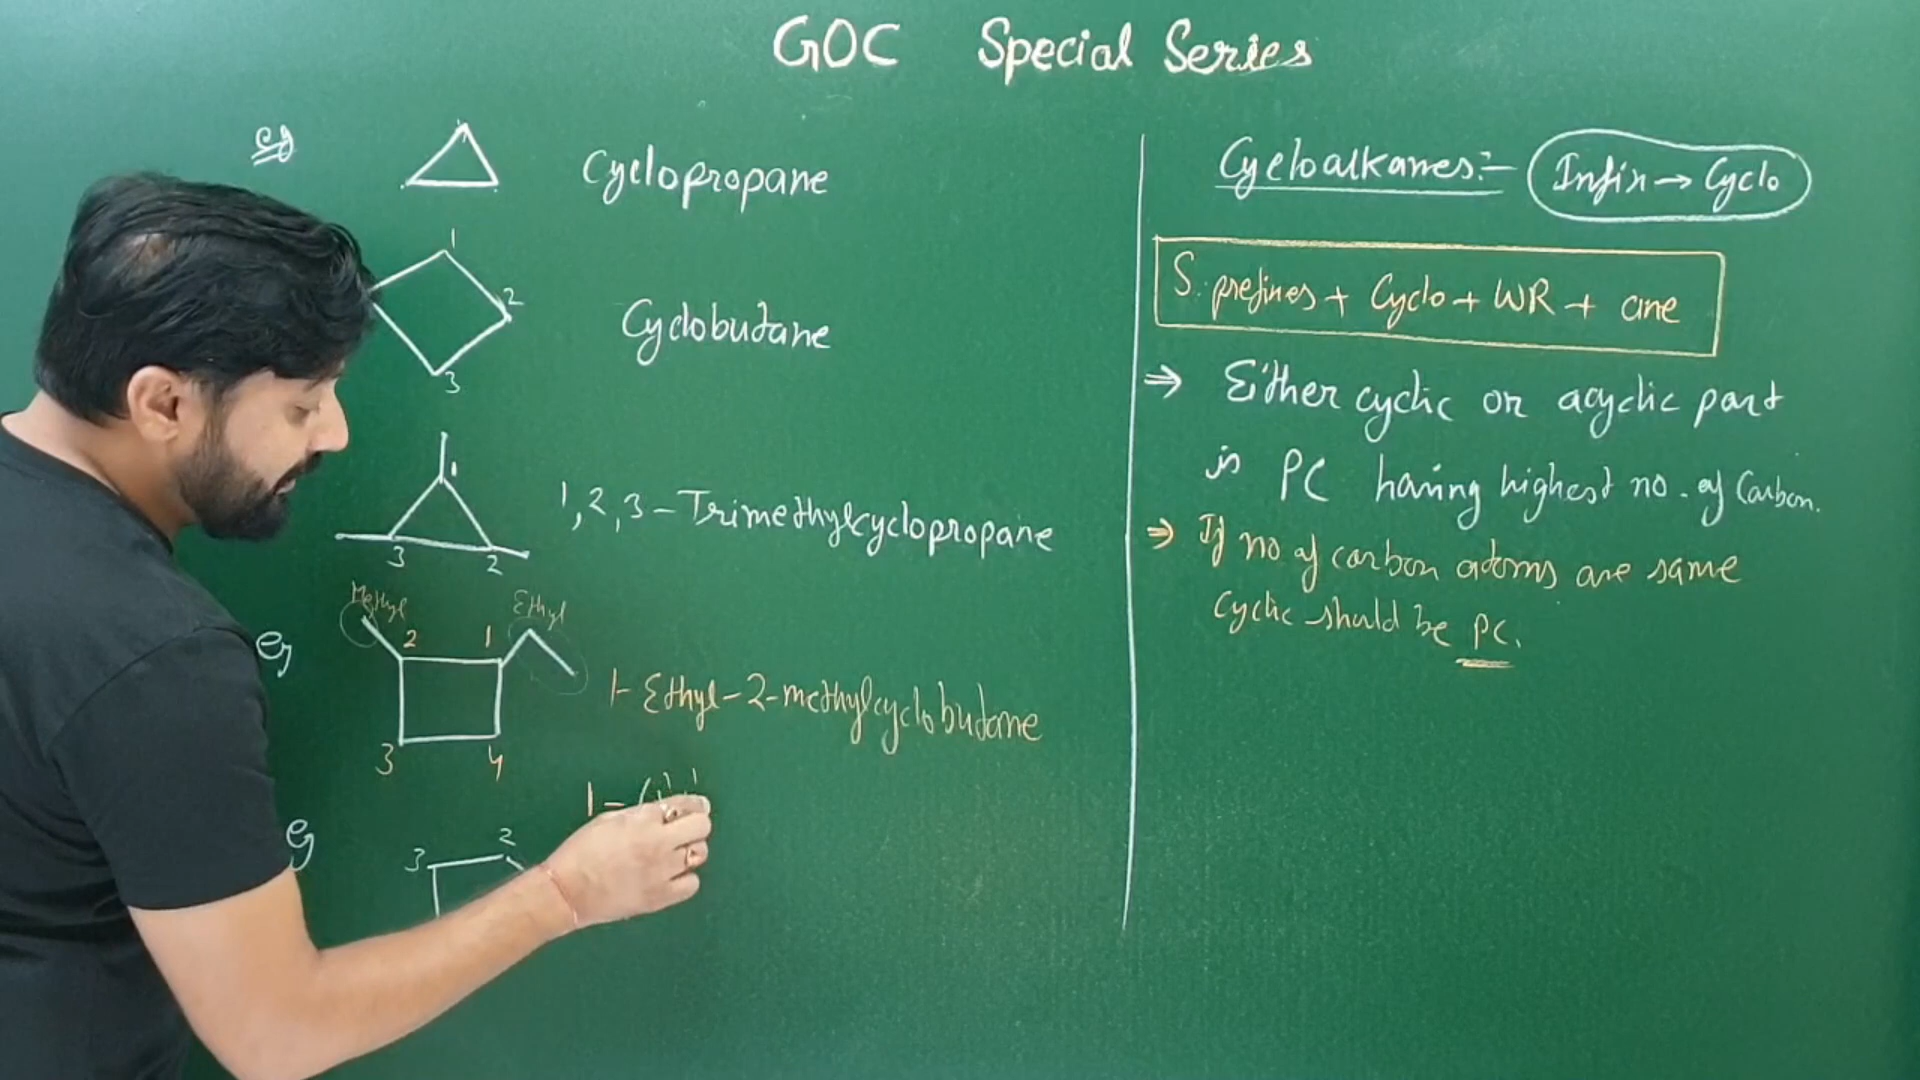 GOC Special Series
eg
Cyclopropane
1
2
3
Cyclobutane
1
3
2
1,2,3-Trimethylcyclopropane
Methyl
Ethyl
eg
2
1
3
4
1-Ethyl-2-methylcyclobutane
eg
3
2
1-(
Cycloalkanes:- Infix → Cyclo
S. prefixes + Cyclo + WR + ane
⇒ Either cyclic or acyclic part
is PC having highest no. of Carbon.
⇒ If no of carbon atoms are same
Cyclic should be PC.